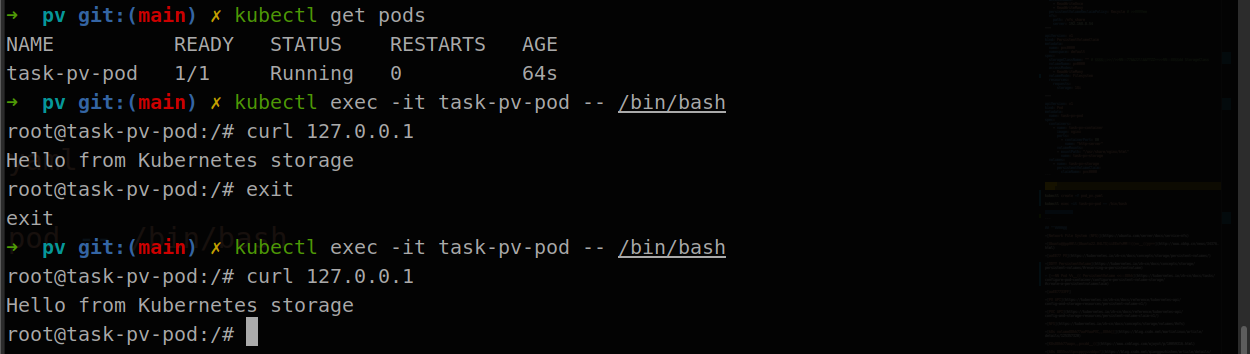 ➜  pv git:(main) ✗ kubectl get pods
NAME          READY   STATUS    RESTARTS   AGE
task-pv-pod   1/1     Running   0          64s
➜  pv git:(main) ✗ kubectl exec -it task-pv-pod -- /bin/bash
root@task-pv-pod:/# curl 127.0.0.1
Hello from Kubernetes storage
root@task-pv-pod:/# exit
exit
➜  pv git:(main) ✗ kubectl exec -it task-pv-pod -- /bin/bash
root@task-pv-pod:/# curl 127.0.0.1
Hello from Kubernetes storage
root@task-pv-pod:/#